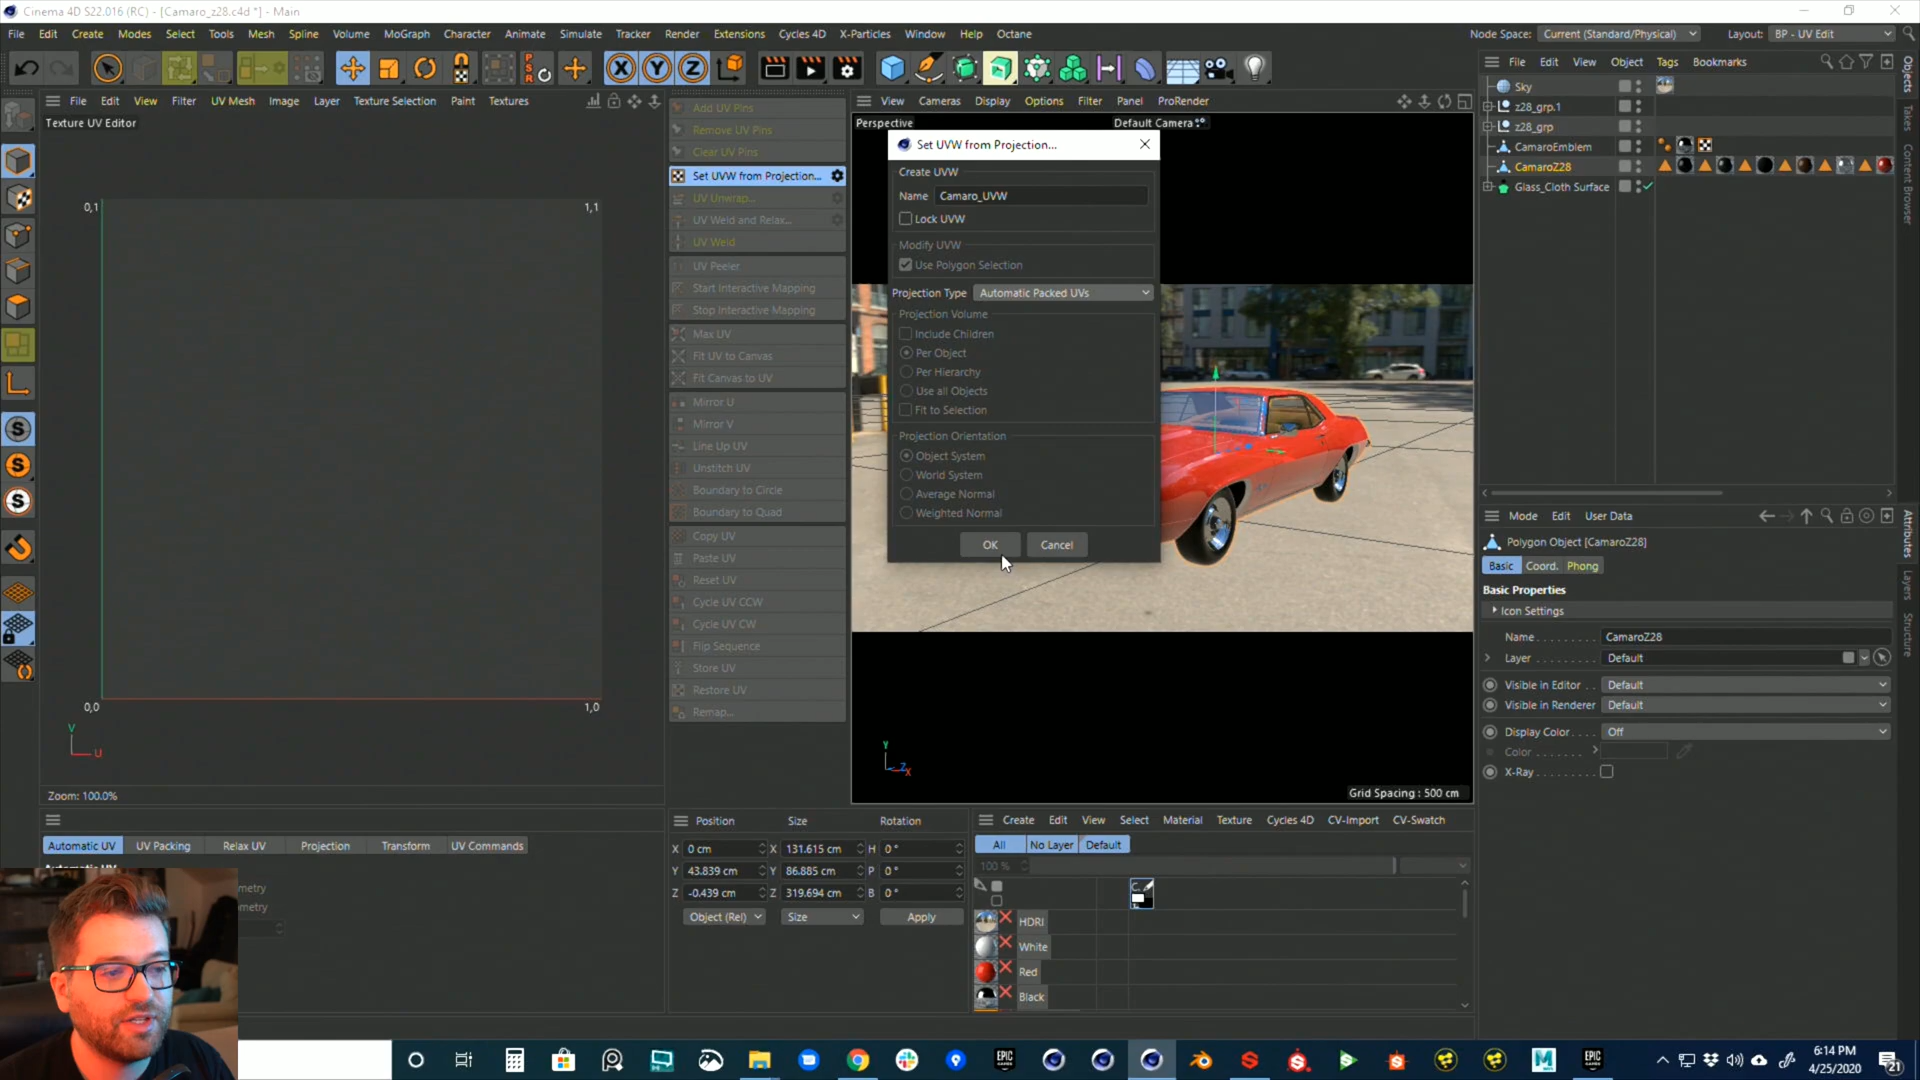 Cinema 4D S22.016 (RC) - [Camaro_z28.c4d *] - Main
File Edit Create Modes Select Tools Mesh Spline Volume MoGraph Character Animate Simulate Tracker Render Extensions Cycles 4D X-Particles Window Help Octane
Node Space: Current (Standard/Physical) Layout: BP - UV Edit
File Edit View Filter UV Mesh Image Layer Texture Selection Paint Textures
Texture UV Editor
0,1
1,1
0,0
1,0
V
U
Zoom: 100.0%
Add UV Pins
Remove UV Pins
Clear UV Pins
Set UVW from Projection...
UV Unwrap...
UV Weld and Relax...
UV Weld
UV Peeler
Start Interactive Mapping
Stop Interactive Mapping
Max UV
Fit UV to Canvas
Fit Canvas to UV
Mirror U
Mirror V
Line Up UV
Unstitch UV
Boundary to Circle
Boundary to Quad
Copy UV
Paste UV
Reset UV
Cycle UV CCW
Cycle UV CW
Flip Sequence
Store UV
Restore UV
Remap...
View Cameras Display Options Filter Panel ProRender
Perspective
Default Camera
Set UVW from Projection...
Create UVW
Name Camaro_UVW
Lock UVW
Modify UVW
Use Polygon Selection
Projection Type Automatic Packed UVs
Projection Volume
Include Children
Per Object
Per Hierarchy
Use all Objects
Fit to Selection
Projection Orientation
Object System
World System
Average Normal
Weighted Normal
OK Cancel
Y
Z
X
Grid Spacing : 500 cm
File Edit View Object Tags Bookmarks
Sky
z28_grp.1
z28_grp
CamaroEmblem
CamaroZ28
Glass_Cloth Surface
Objects
Takes
Content Browser
Mode Edit User Data
Polygon Object [CamaroZ28]
Basic Coord. Phong
Basic Properties
Icon Settings
Name CamaroZ28
Layer Default
Visible in Editor Default
Visible in Renderer Default
Display Color Off
Color
X-Ray
Attributes
Layers
Structure
Automatic UV UV Packing Relax UV Projection Transform UV Commands
metry
metry
Position Size Rotation
X 0 cm X 131.615 cm H 0 °
Y 43.839 cm Y 86.885 cm P 0 °
Z -0.439 cm Z 319.694 cm B 0 °
Object (Rel) Size Apply
Create Edit View Select Material Texture Cycles 4D CV-Import CV-Swatch
All No Layer Default
100 %
HDRI
White
Red
Black
EPIC GAMES
EPIC GAMES
6:14 PM
4/25/2020
21